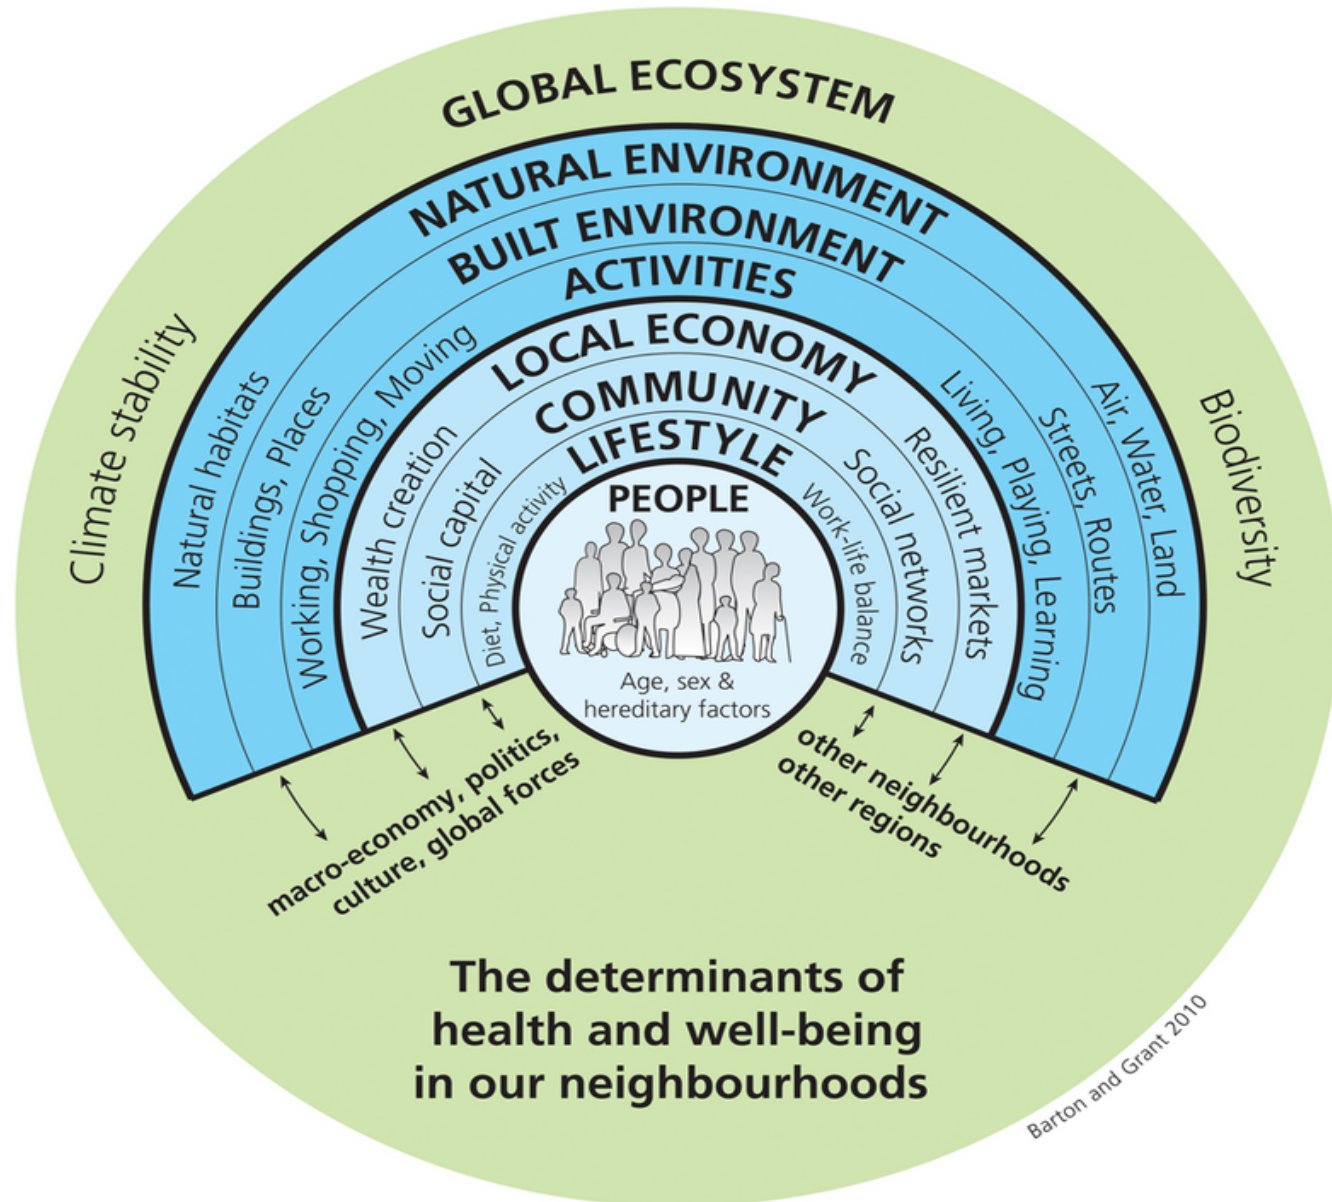 GLOBAL ECOSYSTEM
NATURAL ENVIRONMENT
BUILT ENVIRONMENT
ACTIVITIES
LOCAL ECONOMY
COMMUNITY
LIFESTYLE
PEOPLE
Age, sex &
hereditary factors
Climate stability
Natural habitats
Buildings, Places
Working, Shopping, Moving
Wealth creation
Social capital
Diet, Physical activity
Work-life balance
Social networks
Resilient markets
Living, Playing, Learning
Streets, Routes
Air, Water, Land
Biodiversity
macro-economy, politics,
culture, global forces
other neighbourhoods
other regions
The determinants of
health and well-being
in our neighbourhoods
Barton and Grant 2010